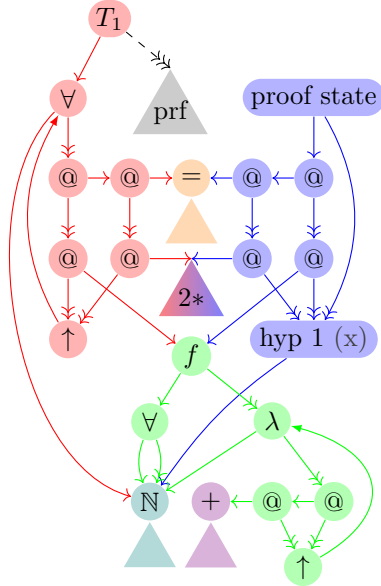 T₁
∀ prf proof state
@ @ = @ @
@ @ 2* @ @
↑ f hyp 1 (x)
∀ λ
ℕ + @ @
↑